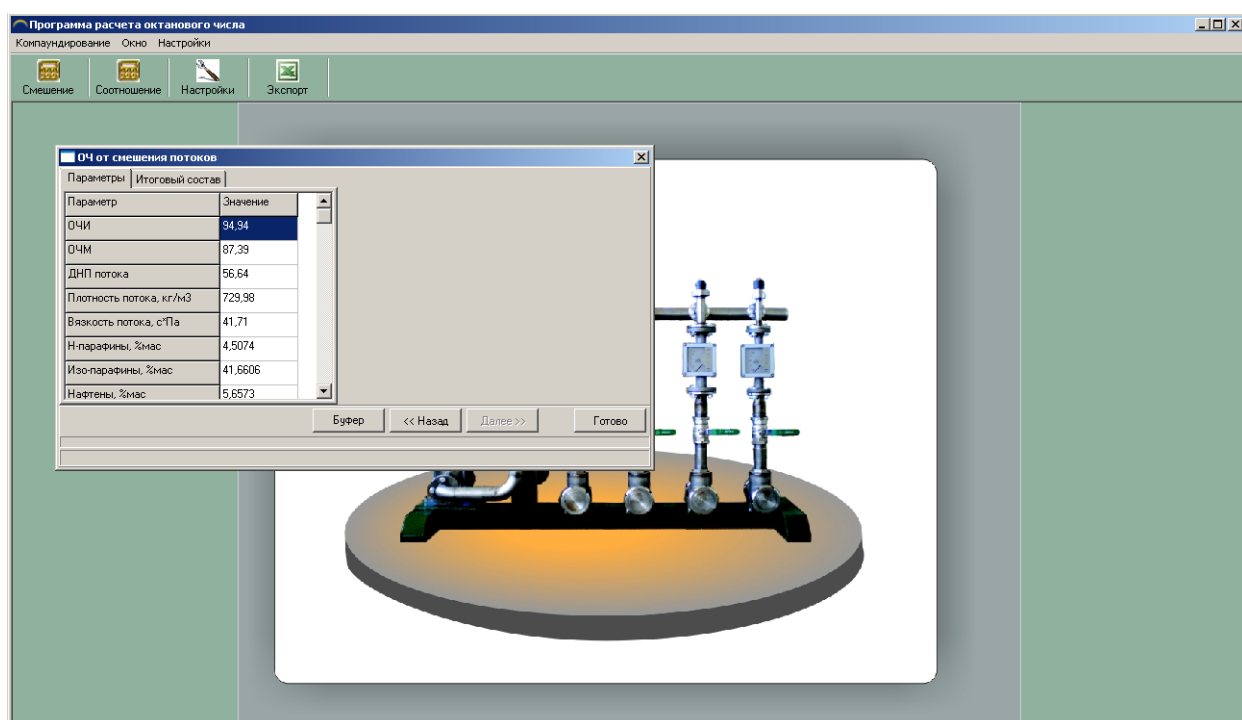 Программа расчета октанового числа
Компаундирование Окно Настройки
Смешение Соотношение Настройки Экспорт
ОЧ от смешения потоков
Параметры Итоговый состав
Параметр Значение
ОЧИ 94,94
ОЧМ 87,39
ДНП потока 56,64
Плотность потока, кг/м3 729,98
Вязкость потока, с*Па 41,71
Н-парафины, %мас 4,5074
Изо-парафины, %мас 41,6606
Нафтены, %мас 5,6573
Буфер << Назад Далее >> Готово